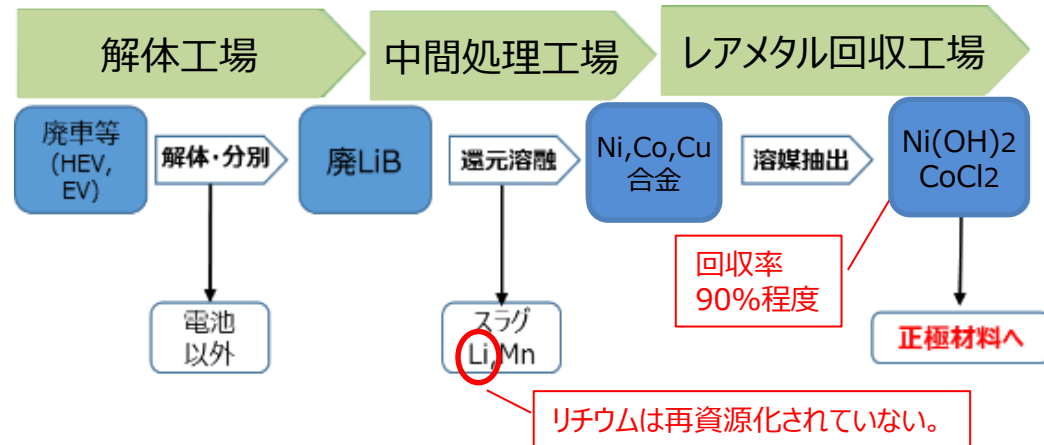 解体工場
中間処理工場
レアメタル回収工場
廃車等
(HEV,
EV)
解体・分別
廃LiB
還元溶融
Ni,Co,Cu
合金
溶媒抽出
Ni(OH)2
CoCl2
回収率
90%程度
電池
以外
スラグ
Li,Mn
正極材料へ
リチウムは再資源化されていない。